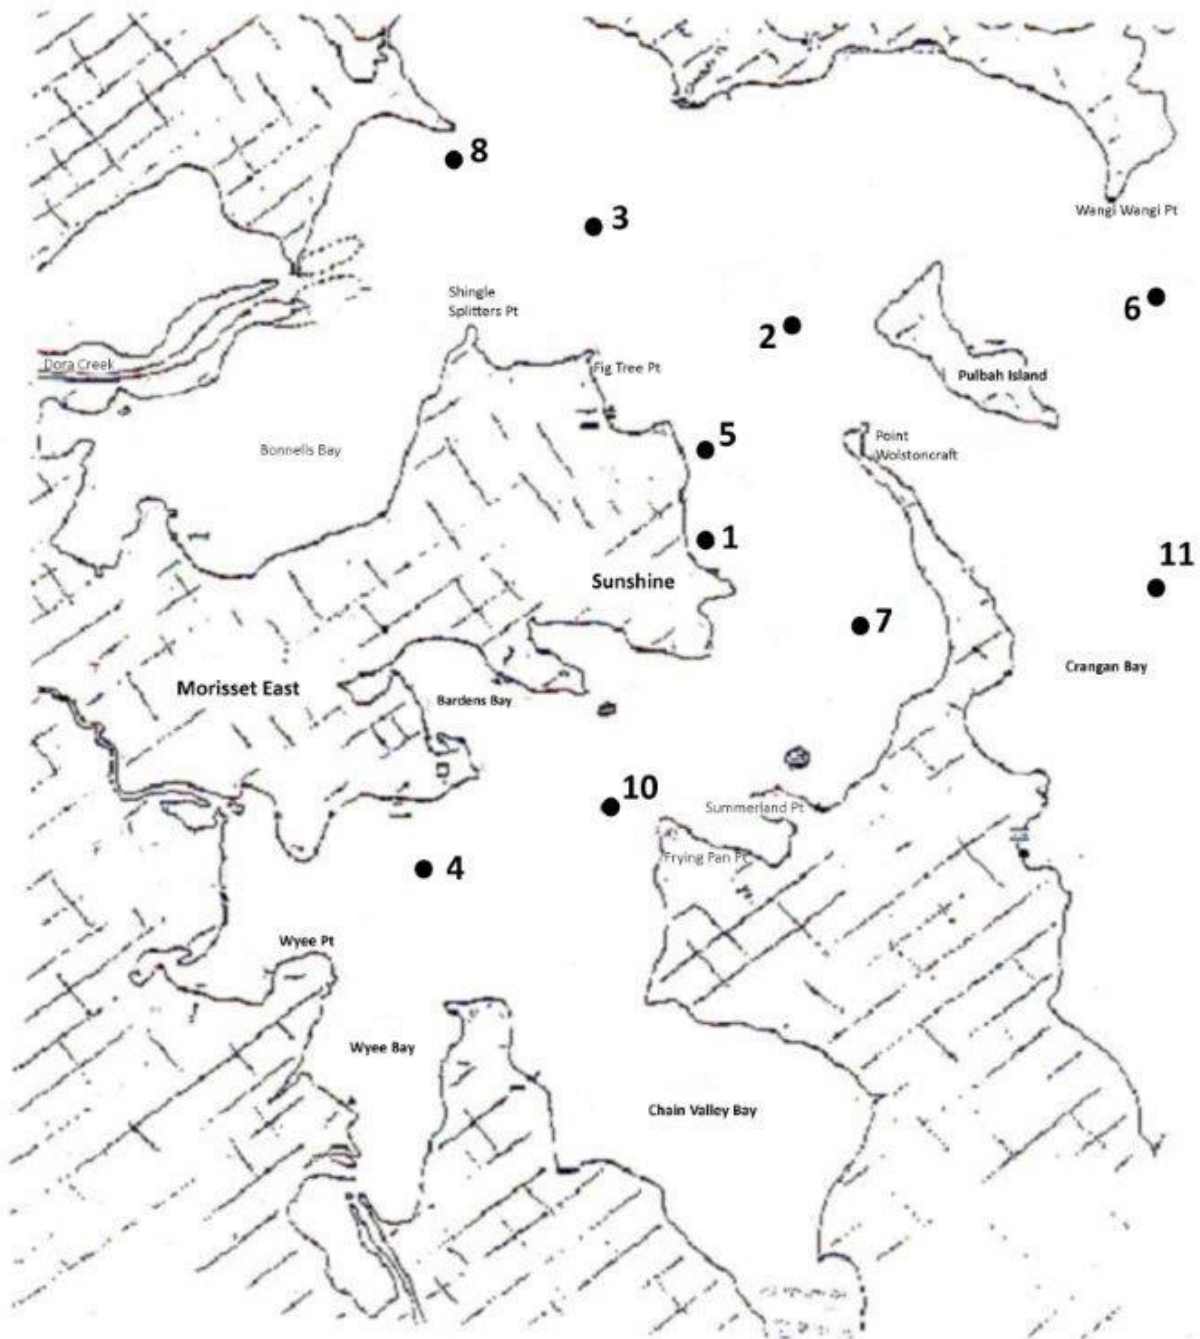 8
3
Wangi Wangi Pt
Shingle
Splitters Pt
6
2
Dora Creek
Fig Tree Pt
Pulbah Island
5
Point
Wolstoncraft
Bonnells Bay
1
11
Sunshine
7
Crangan Bay
Morisset East
Bardens Bay
10
Summerland Pt
Frying Pan Pt
4
Wyee Pt
Wyee Bay
Chain Valley Bay